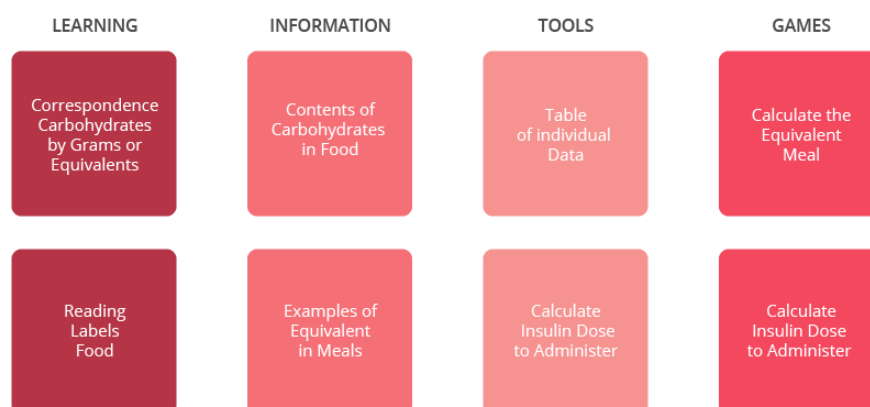 LEARNING
INFORMATION
TOOLS
GAMES
Correspondence
Carbohydrates
by Grams or
Equivalents
Contents of
Carbohydrates
in Food
Table
of individual
Data
Calculate the
Equivalent
Meal
Reading
Labels
Food
Examples of
Equivalent
in Meals
Calculate
Insulin Dose
to Administer
Calculate
Insulin Dose
to Administer